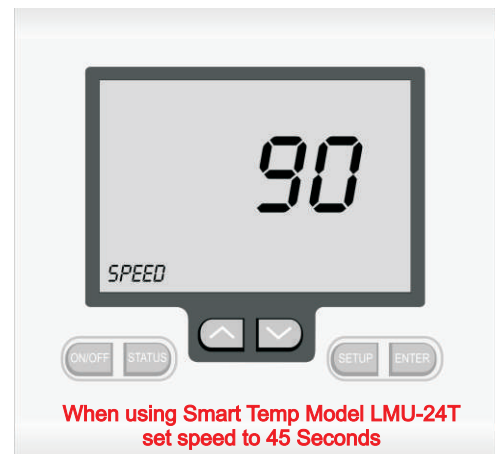 90
SPEED
ON/OFF STATUS SETUP ENTER
When using Smart Temp Model LMU-24T
set speed to 45 Seconds